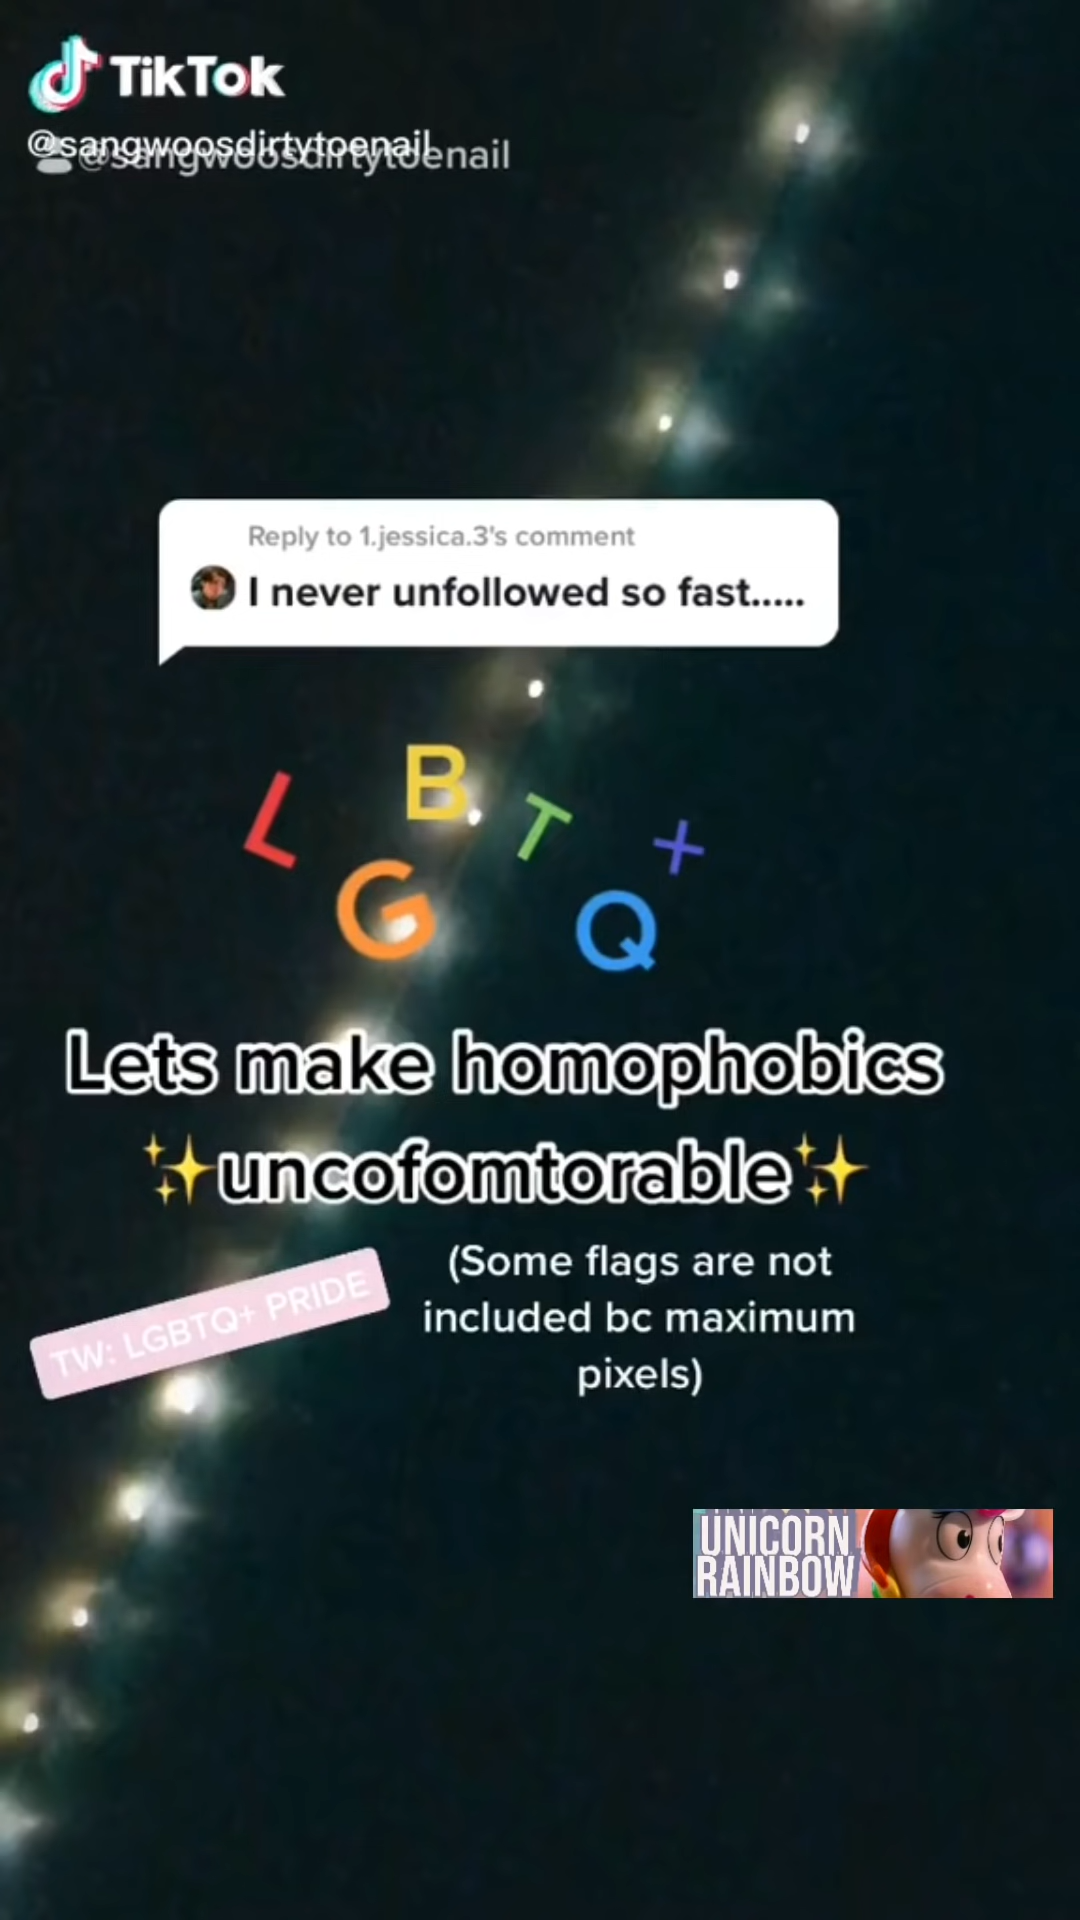 TikTok
@sangwoosdirtytoenail
@sangwoosdirtytoenail
Reply to 1.jessica.3's comment
I never unfollowed so fast.....
L G B T Q +
Lets make homophobics
✨uncofomtorable✨
(Some flags are not
included bc maximum
pixels)
TW: LGBTQ+ PRIDE
UNICORN
RAINBOW